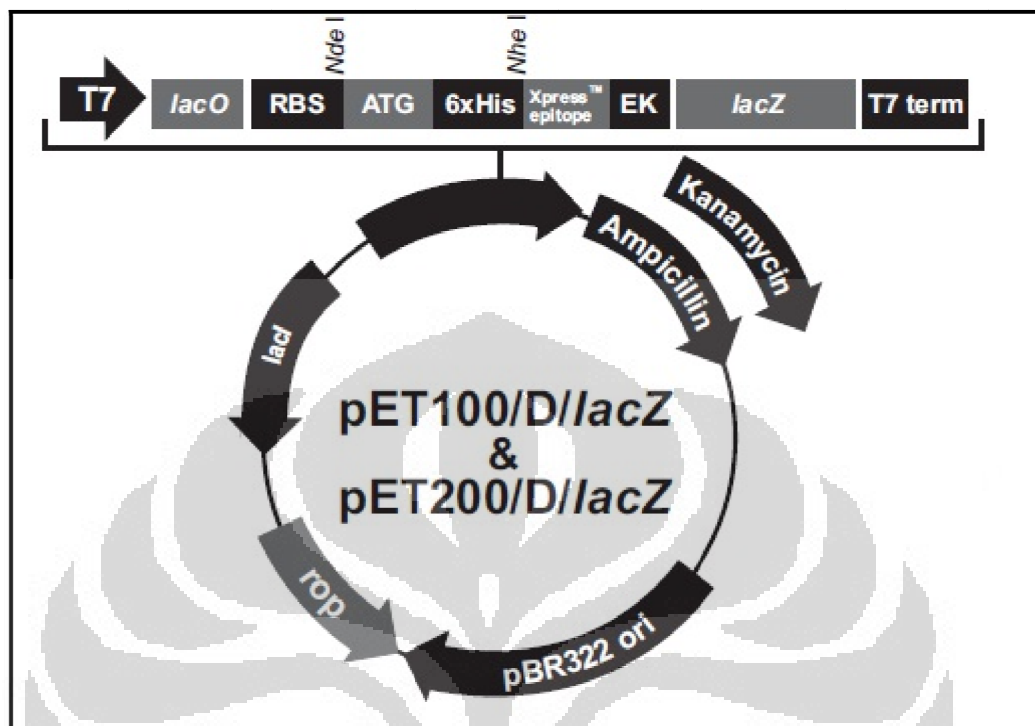 Nde I
Nhe I
T7
lacO
RBS
ATG
6xHis
Xpress™
epitope
EK
lacZ
T7 term
Kanamycin
Ampicillin
lacI
pET100/D/lacZ
&
pET200/D/lacZ
rop
pBR322 ori